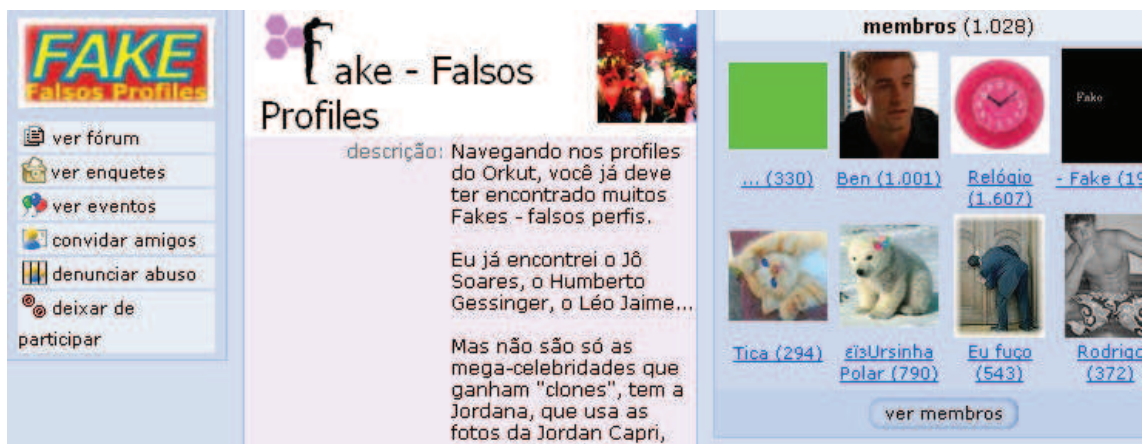 FAKE
Falsos Profiles
ver fórum
ver enquetes
ver eventos
convidar amigos
denunciar abuso
deixar de
participar
Fake - Falsos
Profiles
descrição: Navegando nos profiles
do Orkut, você já deve
ter encontrado muitos
Fakes - falsos perfis.
Eu já encontrei o Jô
Soares, o Humberto
Gessinger, o Léo Jaime...
Mas não são só as
mega-celebridades que
ganham "clones", tem a
Jordana, que usa as
fotos da Jordan Capri,
membros (1.028)
Fake
... (330) Ben (1.001) Relógio - Fake (19
(1.607)
Tica (294) εïзUrsinha Eu fuço Rodrigo
Polar (790) (543) (372)
ver membros